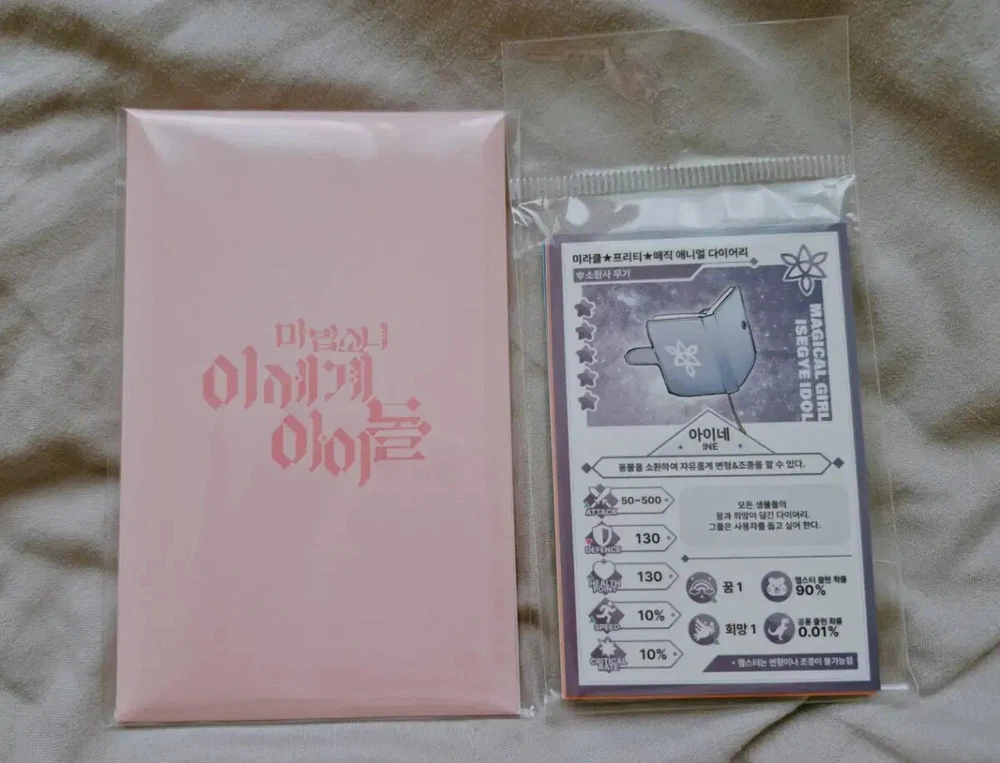 마법소녀
이세계
아이돌
미라클★프리티★매직 애니멀 다이어리
소환사 무기
MAGICAL GIRL
ISEGYE IDOL
아이네
INE
동물을 소환하여 자유롭게 변형&조종을 할 수 있다.
ATTACK 50~500
DEFENCE 130
HEALTH POINT 130
SPEED 10%
CRITICAL RATE 10%
모든 생물들의
꿈과 희망이 담긴 다이어리.
그들은 사용자를 돕고 싶어 한다.
꿈 1
햄스터 출현 확률
90%
희망 1
공룡 출현 확률
0.01%
* 햄스터는 변형이나 조종이 불가능함